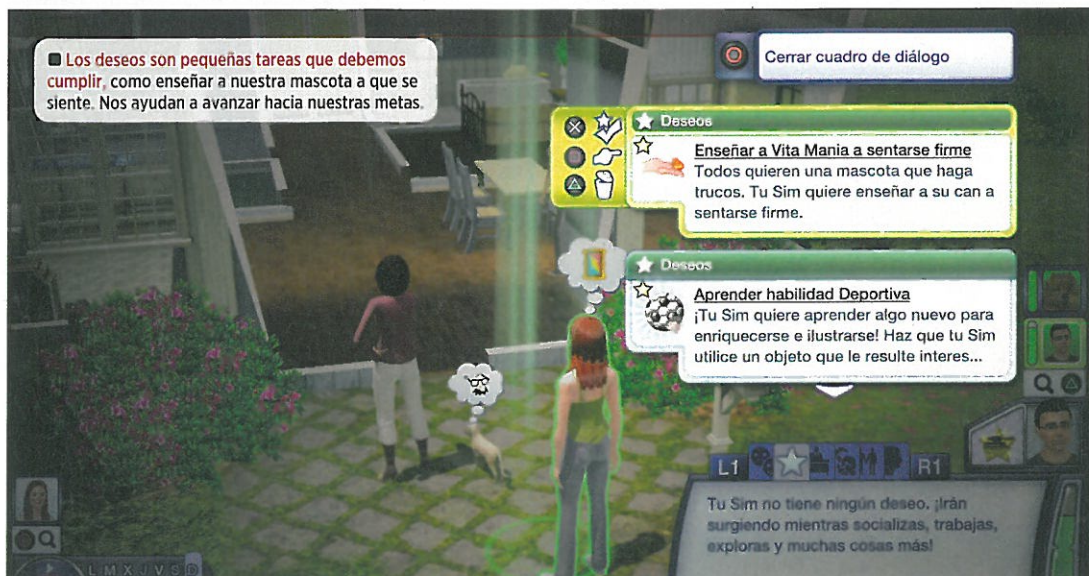 Los deseos son pequeñas tareas que debemos
cumplir, como enseñar a nuestra mascota a que se
siente. Nos ayudan a avanzar hacia nuestras metas.
Cerrar cuadro de diálogo
Deseos
Enseñar a Vita Mania a sentarse firme
Todos quieren una mascota que haga
trucos. Tu Sim quiere enseñar a su can a
sentarse firme.
Deseos
Aprender habilidad Deportiva
¡Tu Sim quiere aprender algo nuevo para
enriquecerse e ilustrarse! Haz que tu Sim
utilice un objeto que le resulte interes...
L1 R1
Tu Sim no tiene ningún deseo. ¡Irán
surgiendo mientras socializas, trabajas,
exploras y muchas cosas más!
L M X J V S D